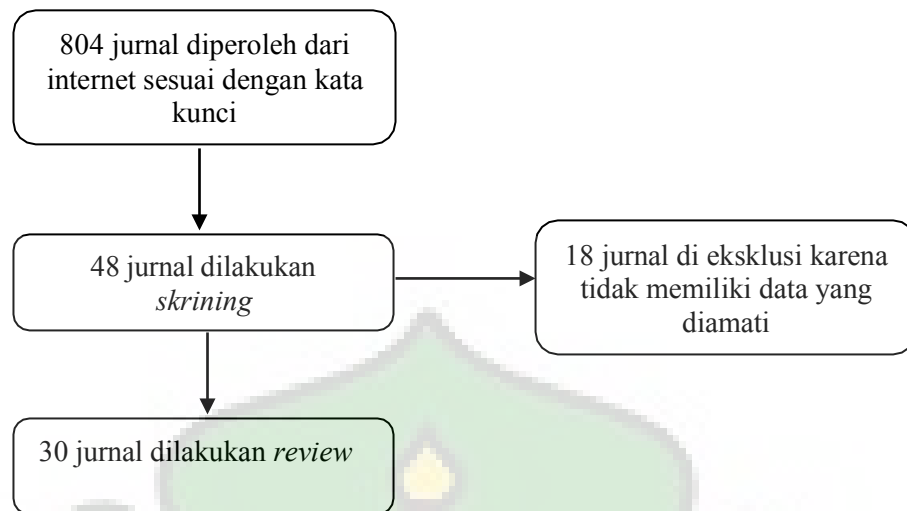 804 jurnal diperoleh dari
internet sesuai dengan kata
kunci
48 jurnal dilakukan
skrining
18 jurnal di eksklusi karena
tidak memiliki data yang
diamati
30 jurnal dilakukan review